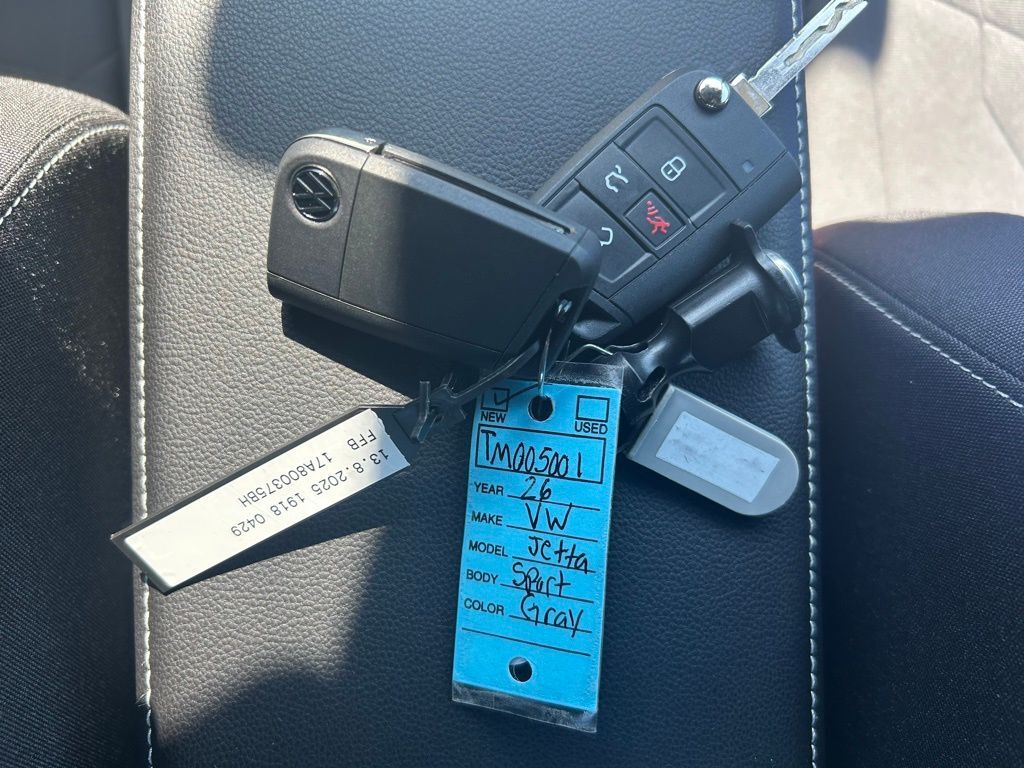 NEW
USED
TM005001
YEAR 26
MAKE VW
MODEL Jetta
BODY Sport
COLOR Gray
13.8.2025 1918 0429
FFB 17A800375BH